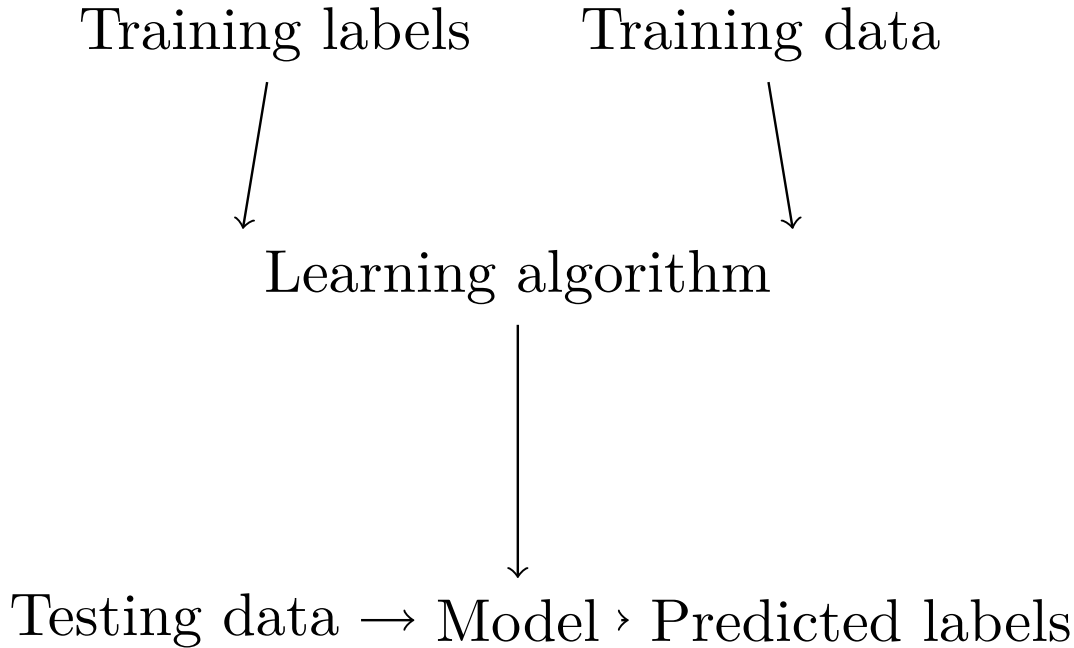 Training labels Training data
Learning algorithm
Testing data → Model → Predicted labels